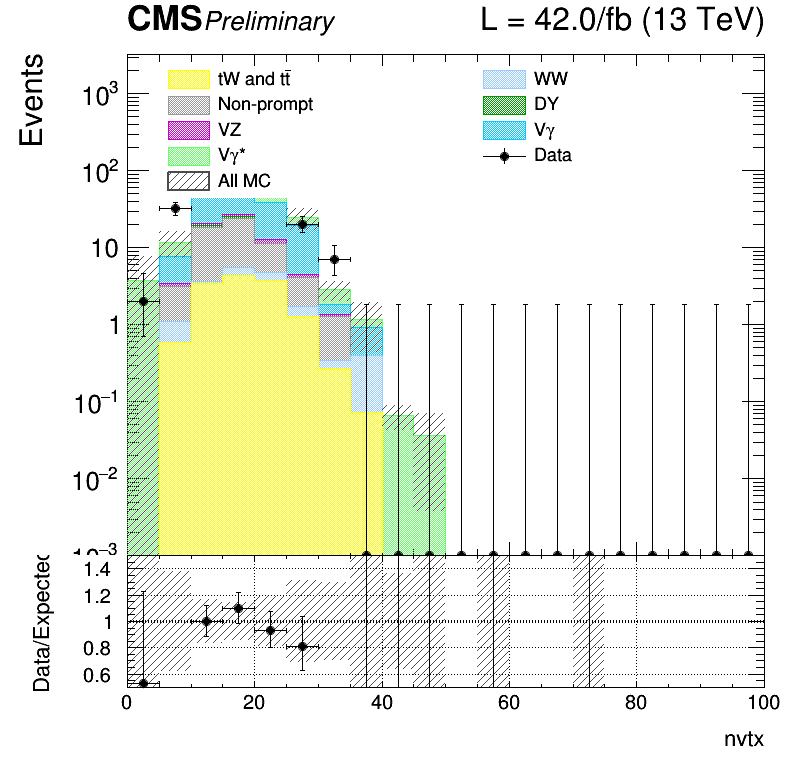 CMS Preliminary L = 42.0/fb (13 TeV)
Events
tW and tt̄ WW
Non-prompt DY
VZ Vγ
Vγ* Data
All MC
10³
10²
10
1
10⁻¹
10⁻²
Data/Expected
1.4
1.2
1
0.8
0.6
0 20 40 60 80 100
nvtx